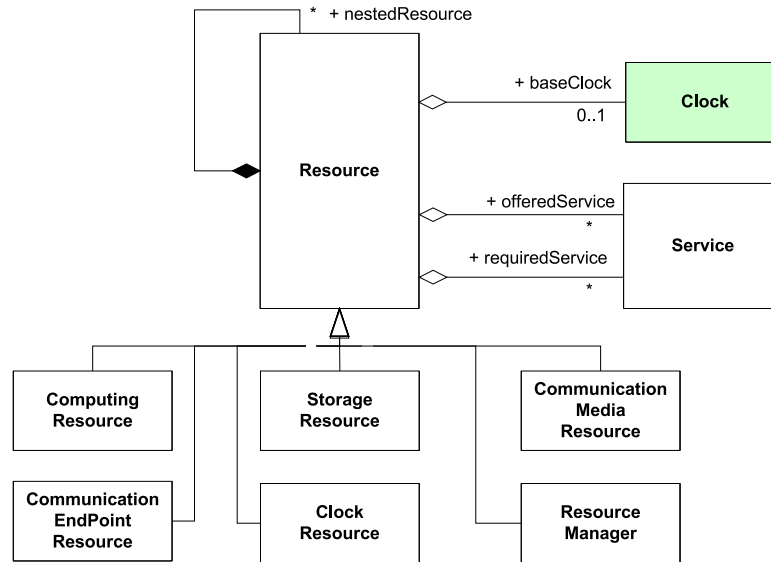 * + nestedResource
+ baseClock
0..1
Clock
Resource
+ offeredService
*
Service
+ requiredService
*
Computing
Resource
Storage
Resource
Communication
Media
Resource
Communication
EndPoint
Resource
Clock
Resource
Resource
Manager